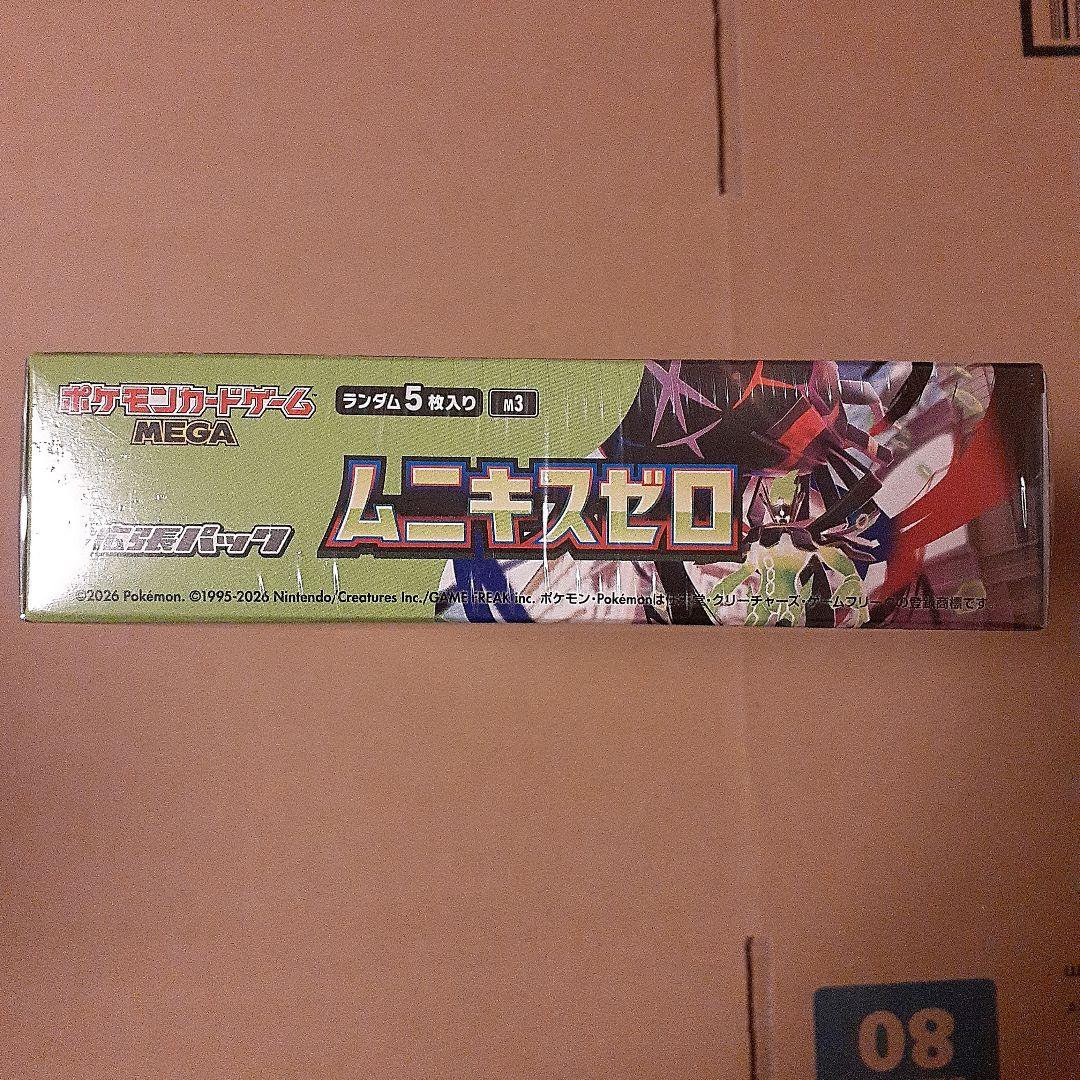 ポケモンカードゲーム
MEGA
ランダム5枚入り
m3
拡張パック
ムニキスゼロ
©2026 Pokémon. ©1995-2026 Nintendo/Creatures Inc./GAME FREAK inc. ポケモン・Pokémonは任天堂・クリーチャーズ・ゲームフリークの登録商標です。
08